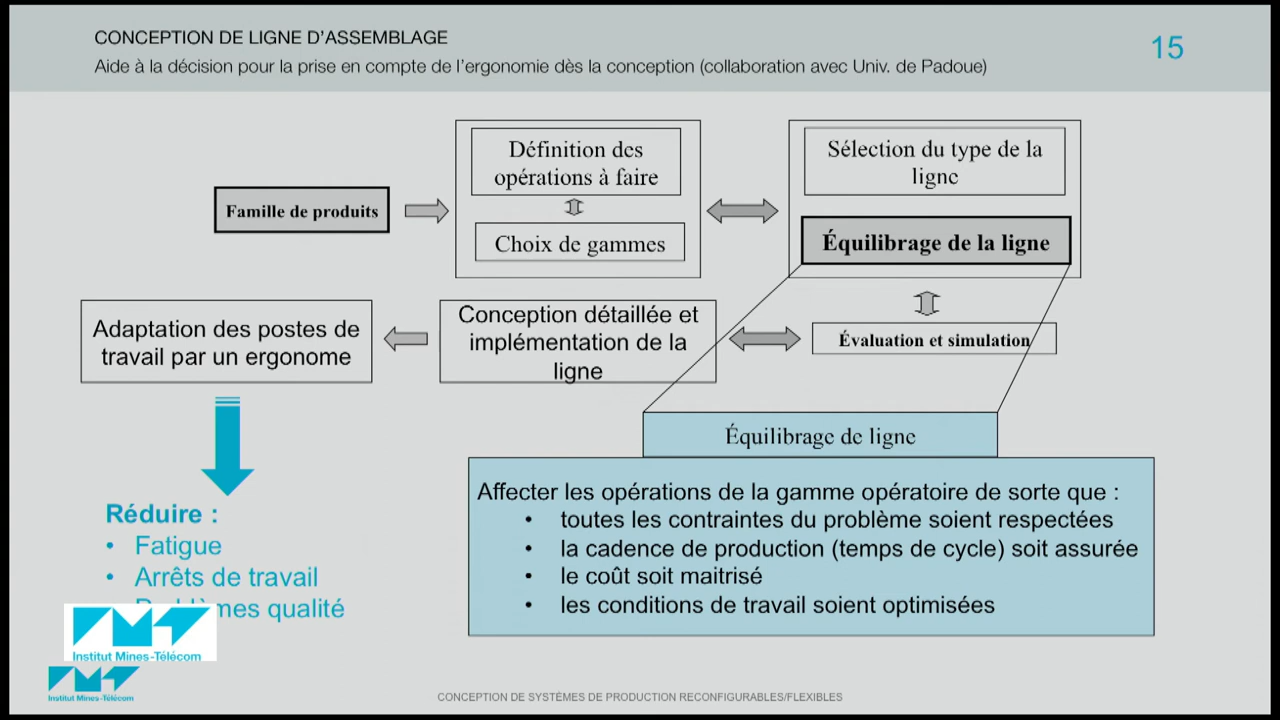 CONCEPTION DE LIGNE D'ASSEMBLAGE
Aide à la décision pour la prise en compte de l'ergonomie dès la conception (collaboration avec Univ. de Padoue)
15
Famille de produits
Définition des
opérations à faire
Choix de gammes
Sélection du type de la
ligne
Équilibrage de la ligne
Évaluation et simulation
Conception détaillée et
implémentation de la
ligne
Adaptation des postes de
travail par un ergonome
Réduire :
• Fatigue
• Arrêts de travail
qualité
Équilibrage de ligne
Affecter les opérations de la gamme opératoire de sorte que :
• toutes les contraintes du problème soient respectées
• la cadence de production (temps de cycle) soit assurée
• le coût soit maitrisé
• les conditions de travail soient optimisées
Institut Mines-Télécom
Institut Mines-Télécom
CONCEPTION DE SYSTÈMES DE PRODUCTION RECONFIGURABLES/FLEXIBLES